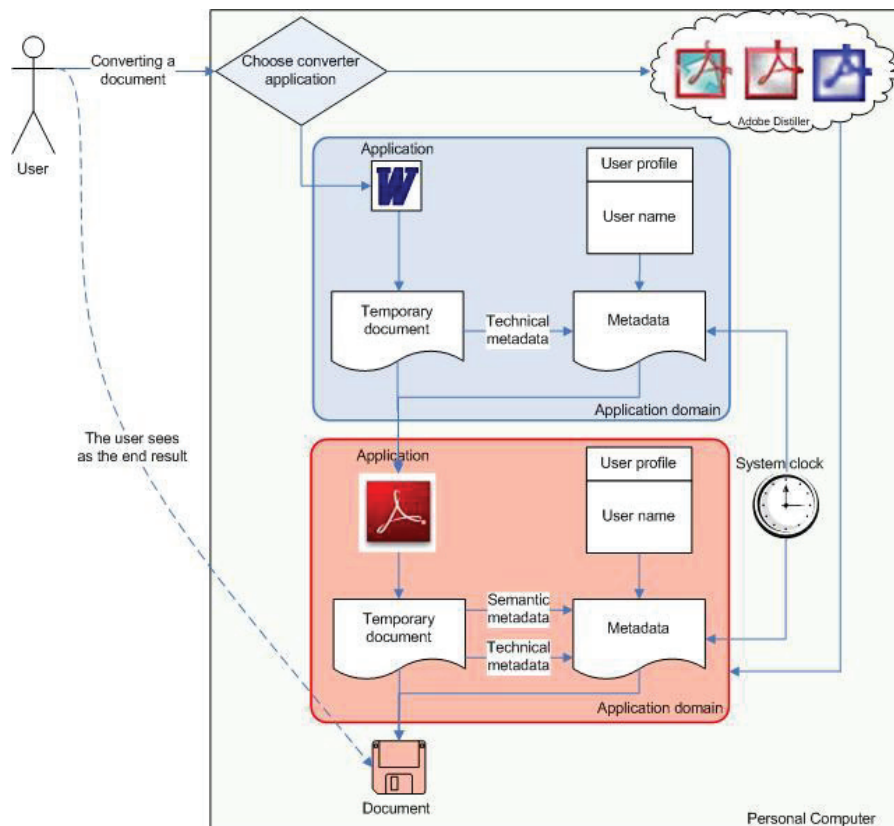 Converting a
document
Choose converter
application
Adobe Distiller
User
Application
W
User profile
User name
Temporary
document
Technical
metadata
Metadata
Application domain
The user sees
as the end result
Application
User profile
User name
System clock
Temporary
document
Semantic
metadata
Technical
metadata
Metadata
Application domain
Document
Personal Computer